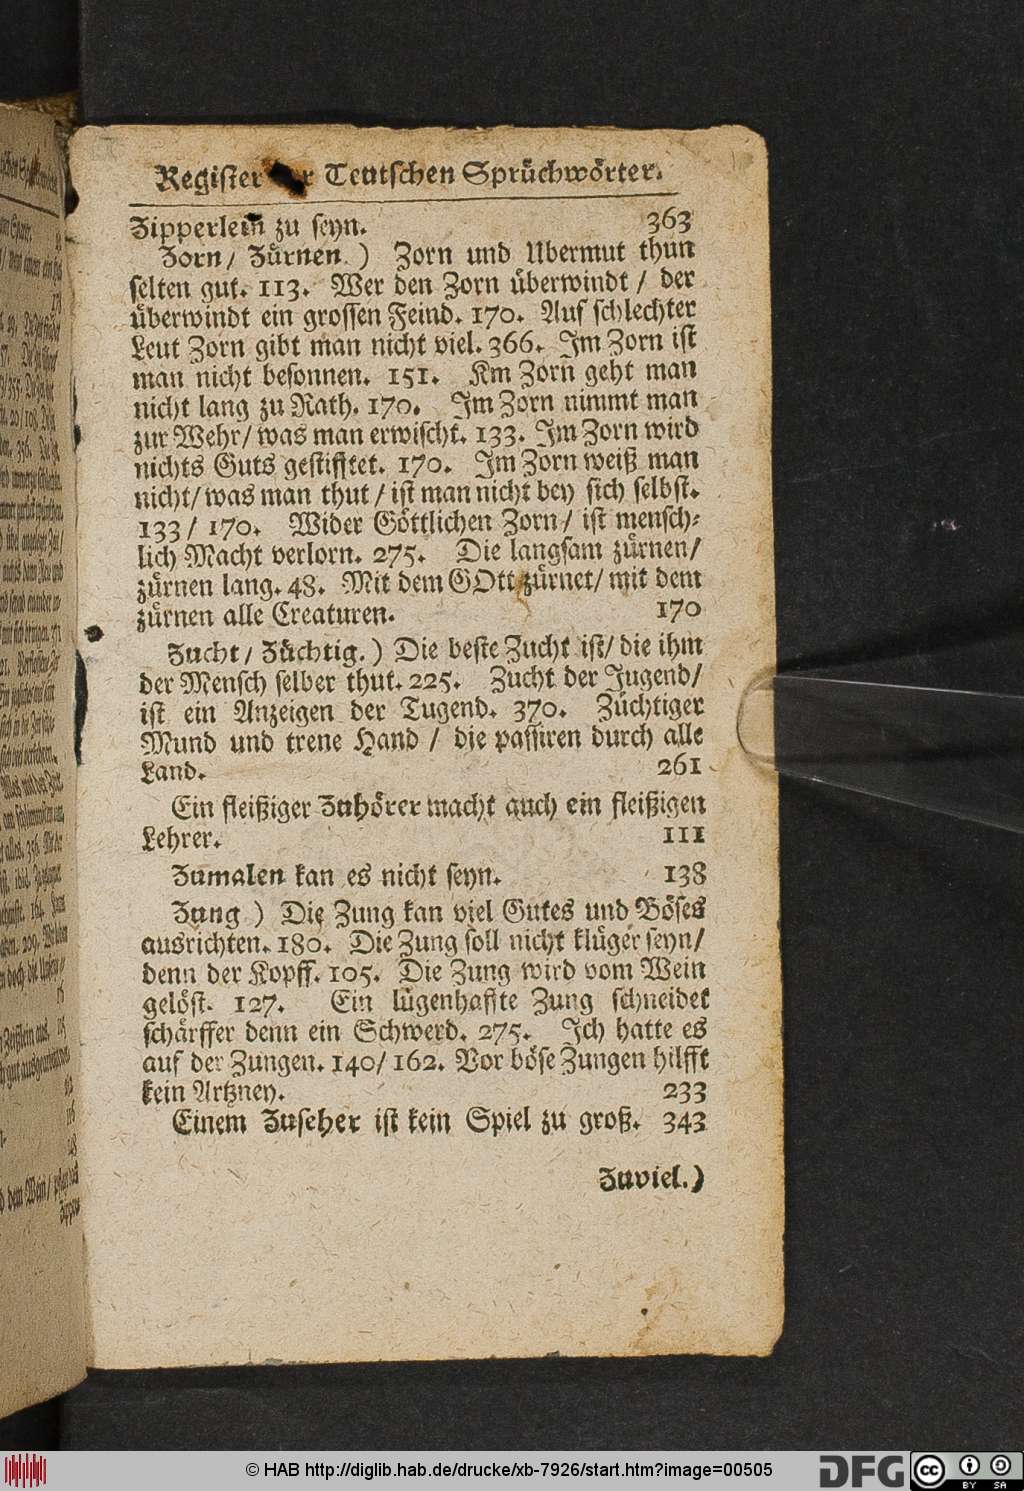 Register der Teutschen Sprüchwörter.
Zipperlein zu seyn. 363
Zorn / Zürnen.) Zorn und Ubermut thun
selten gut. 113. Wer den Zorn überwindt / der
überwindt ein grossen Feind. 170. Auf schlechter
Leut Zorn gibt man nicht viel. 366. Im Zorn ist
man nicht besonnen. 151. Km Zorn geht man
nicht lang zu Rath. 170. Im Zorn nimmt man
zur Wehr / was man erwischt. 133. Im Zorn wird
nichts Guts gestifftet. 170. Im Zorn weiß man
nicht / was man thut / ist man nicht bey sich selbst.
133 / 170. Wider Göttlichen Zorn / ist mensch-
lich Macht verlorn. 275. Die langsam zürnen /
zürnen lang. 48. Mit dem GOtt zürnet / mit dem
zürnen alle Creaturen. 170
Zucht / Züchtig.) Die beste Zucht ist / die ihm
der Mensch selber thut. 225. Zucht der Jugend /
ist ein Anzeigen der Tugend. 370. Züchtiger
Mund und trene Hand / die passiren durch alle
Land. 261
Ein fleißiger Zuhörer macht auch ein fleißigen
Lehrer. 111
Zumalen kan es nicht seyn. 138
Zung ) Die Zung kan viel Gutes und Böses
ausrichten. 180. Die Zung soll nicht klüger seyn /
denn der Kopff. 105. Die Zung wird vom Wein
gelöst. 127. Ein lügenhaffte Zung schneidet
schärffer denn ein Schwerd. 275. Ich hatte es
auf der Zungen. 140 / 162. Vor böse Zungen hilfft
kein Artzney. 233
Einem Zuseher ist kein Spiel zu groß. 343
Zuviel.)
© HAB http://diglib.hab.de/drucke/xb-7926/start.htm?image=00505
DFG
cc BY SA